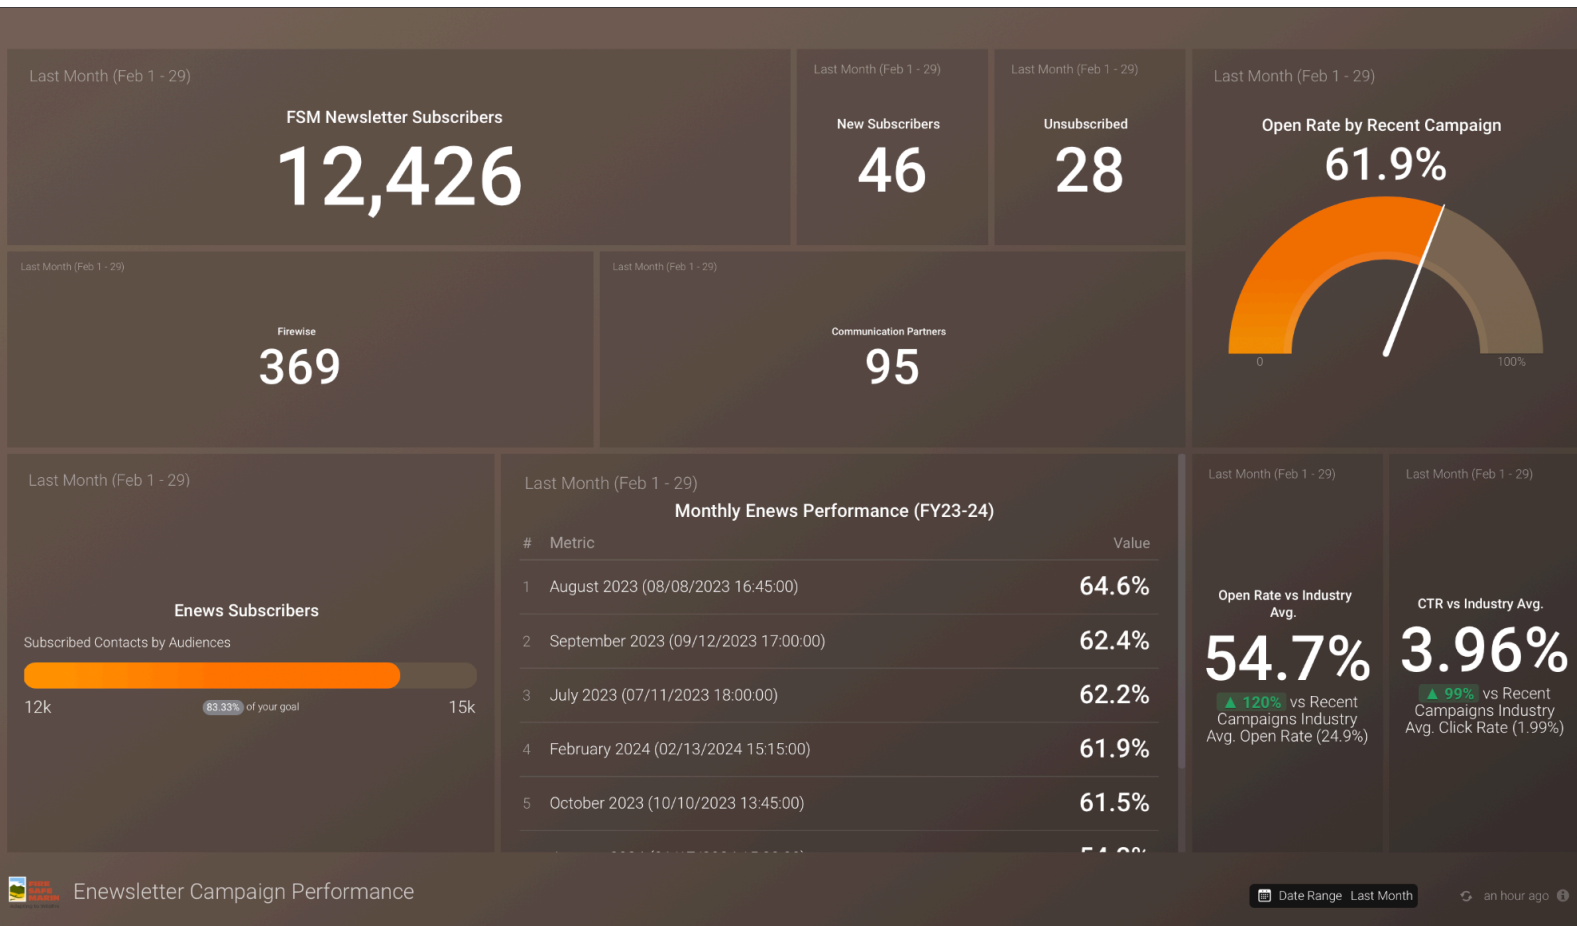 Last Month (Feb 1 - 29)
FSM Newsletter Subscribers
12,426
Last Month (Feb 1 - 29)
New Subscribers
46
Last Month (Feb 1 - 29)
Unsubscribed
28
Last Month (Feb 1 - 29)
Open Rate by Recent Campaign
61.9%
0
100%
Last Month (Feb 1 - 29)
Firewise
369
Last Month (Feb 1 - 29)
Communication Partners
95
Last Month (Feb 1 - 29)
Enews Subscribers
Subscribed Contacts by Audiences
12k
83.33% of your goal
15k
Last Month (Feb 1 - 29)
Monthly Enews Performance (FY23-24)
# Metric Value
1 August 2023 (08/08/2023 16:45:00) 64.6%
2 September 2023 (09/12/2023 17:00:00) 62.4%
3 July 2023 (07/11/2023 18:00:00) 62.2%
4 February 2024 (02/13/2024 15:15:00) 61.9%
5 October 2023 (10/10/2023 13:45:00) 61.5%
Last Month (Feb 1 - 29)
Open Rate vs Industry
Avg.
54.7%
▲ 120% vs Recent
Campaigns Industry
Avg. Open Rate (24.9%)
Last Month (Feb 1 - 29)
CTR vs Industry Avg.
3.96%
▲ 99% vs Recent
Campaigns Industry
Avg. Click Rate (1.99%)
FIRE
SAFE
MARIN
Enewsletter Campaign Performance
Date Range Last Month
an hour ago